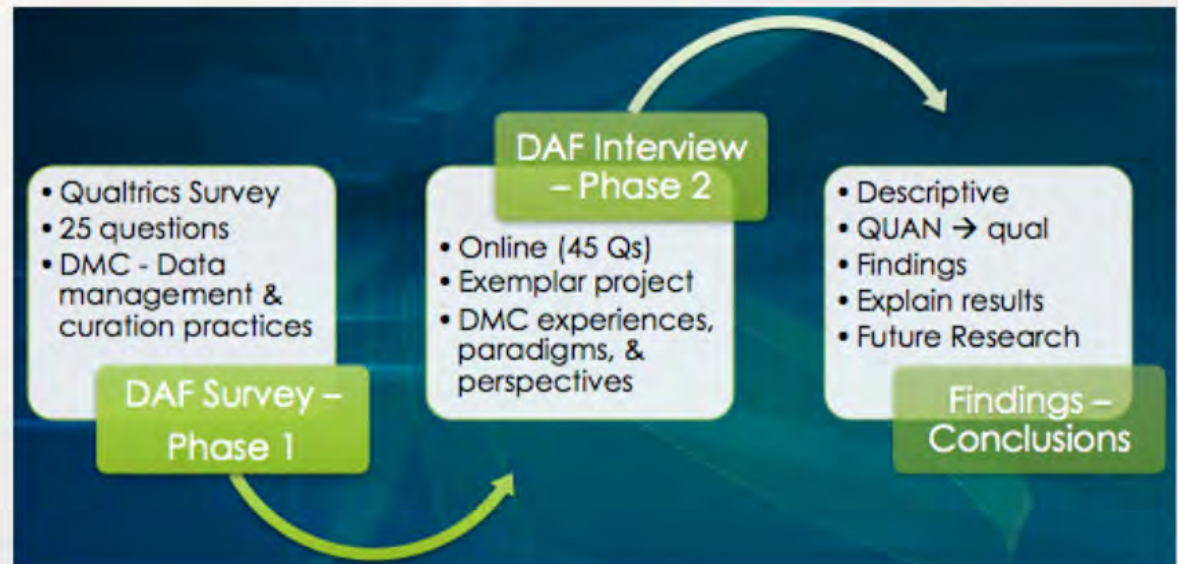 • Qualtrics Survey
• 25 questions
• DMC - Data
management &
curation practices
DAF Survey –
Phase 1
DAF Interview
– Phase 2
• Online (45 Qs)
• Exemplar project
• DMC experiences,
paradigms, &
perspectives
• Descriptive
• QUAN → qual
• Findings
• Explain results
• Future Research
Findings –
Conclusions